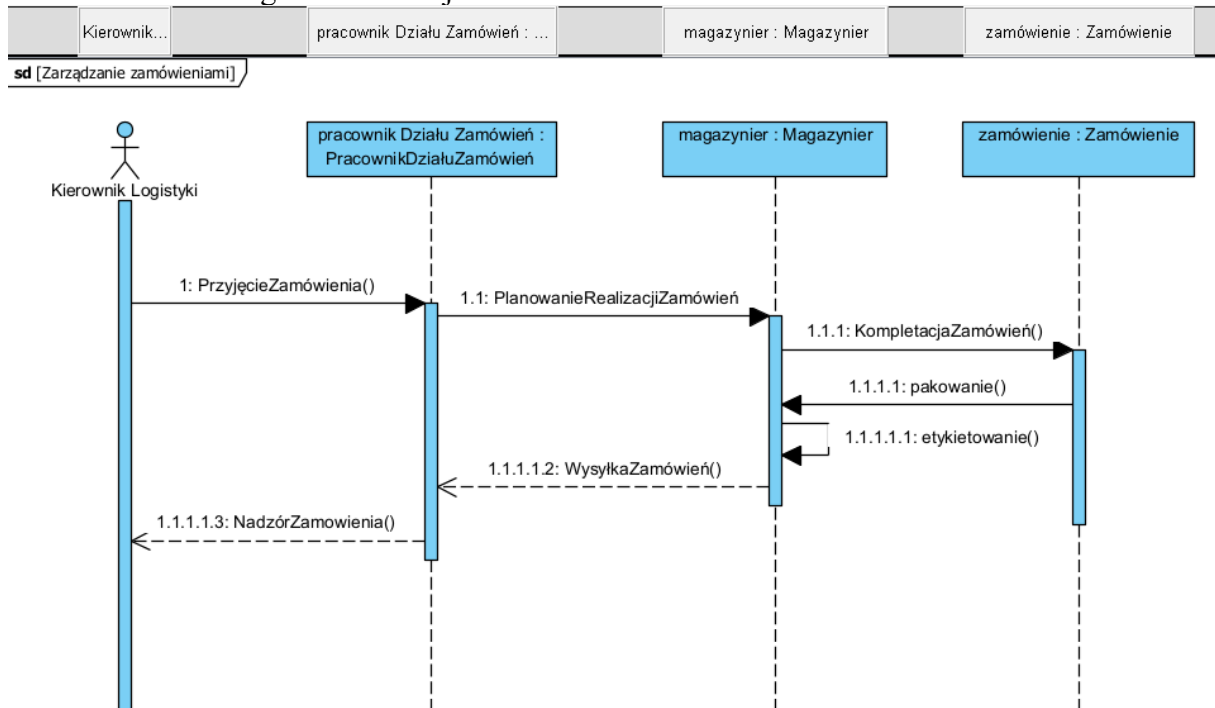 Kierownik...
pracownik Działu Zamówień : ...
magazynier : Magazynier
zamówienie : Zamówienie
sd [Zarządzanie zamówieniami]
Kierownik Logistyki
pracownik Działu Zamówień :
PracownikDziałuZamówień
magazynier : Magazynier
zamówienie : Zamówienie
1: PrzyjęcieZamówienia()
1.1: PlanowanieRealizacjiZamówień
1.1.1: KompletacjaZamówień()
1.1.1.1: pakowanie()
1.1.1.1.1: etykietowanie()
1.1.1.1.2: WysyłkaZamówień()
1.1.1.1.3: NadzórZamowienia()